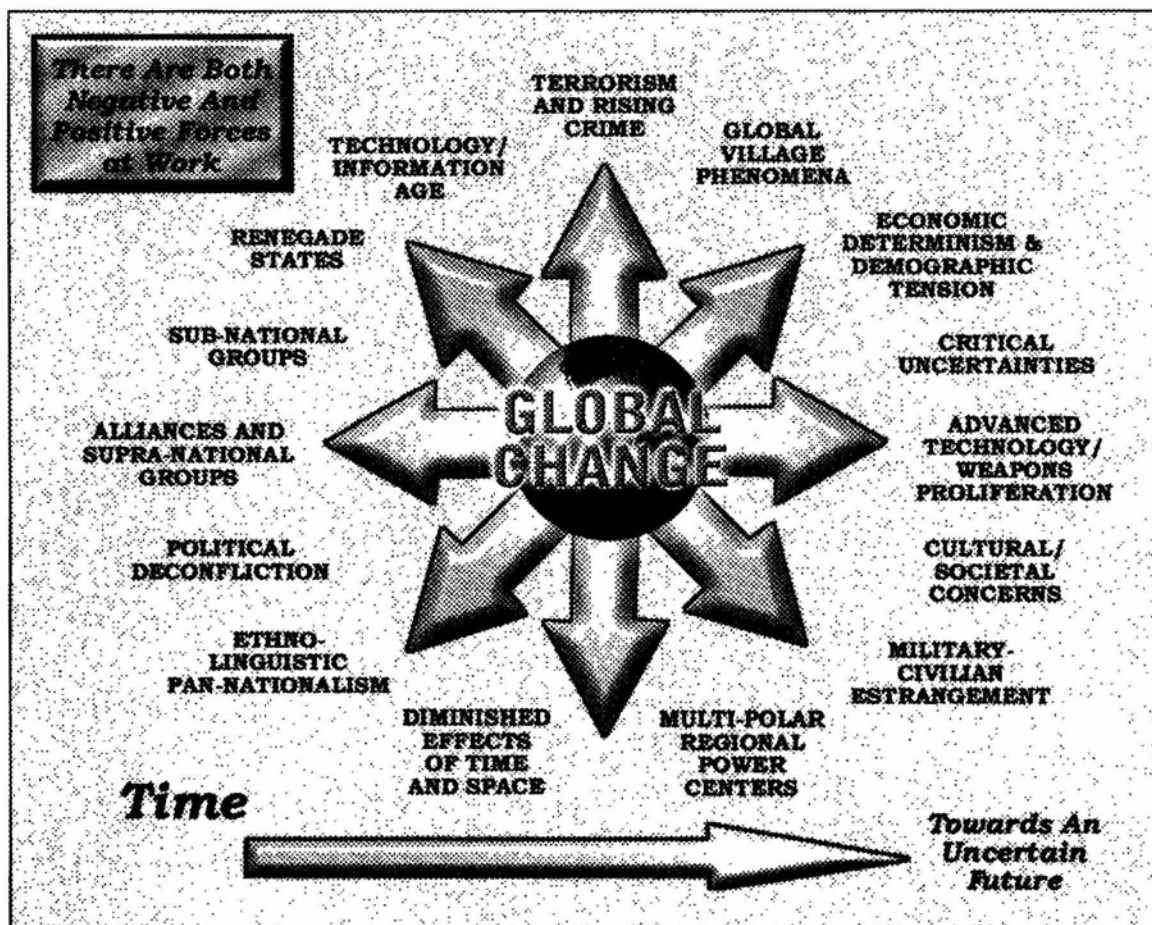 There Are Both
Negative And
Positive Forces
at Work
TERRORISM
AND RISING
CRIME
GLOBAL
VILLAGE
PHENOMENA
TECHNOLOGY/
INFORMATION
AGE
ECONOMIC
DETERMINISM &
DEMOGRAPHIC
TENSION
RENEGADE
STATES
SUB-NATIONAL
GROUPS
CRITICAL
UNCERTAINTIES
GLOBAL
CHANGE
ALLIANCES AND
SUPRA-NATIONAL
GROUPS
ADVANCED
TECHNOLOGY/
WEAPONS
PROLIFERATION
POLITICAL
DECONFLICTION
CULTURAL/
SOCIETAL
CONCERNS
ETHNO-
LINGUISTIC
PAN-NATIONALISM
MILITARY-
CIVILIAN
ESTRANGEMENT
DIMINISHED
EFFECTS
OF TIME
AND SPACE
MULTI-POLAR
REGIONAL
POWER
CENTERS
Time
Towards An
Uncertain
Future